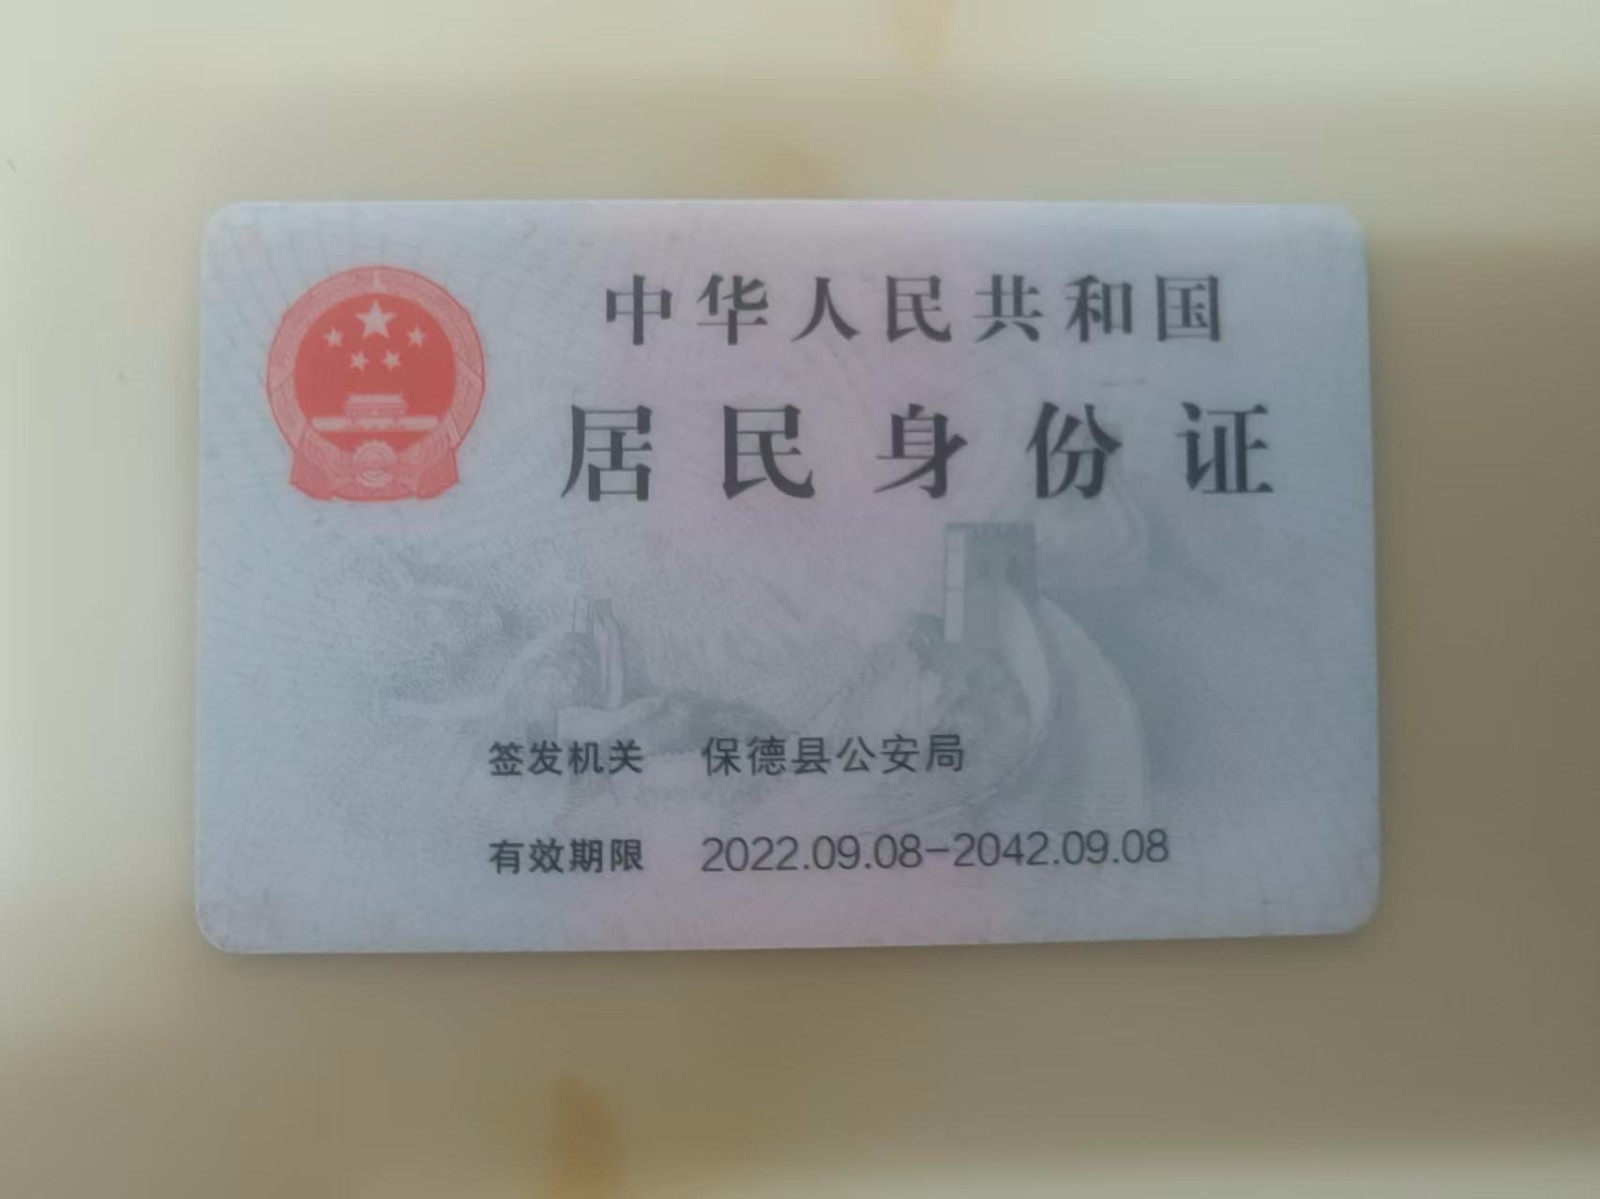 中华人民共和国
居民身份证
签发机关 保德县公安局
有效期限 2022.09.08-2042.09.08